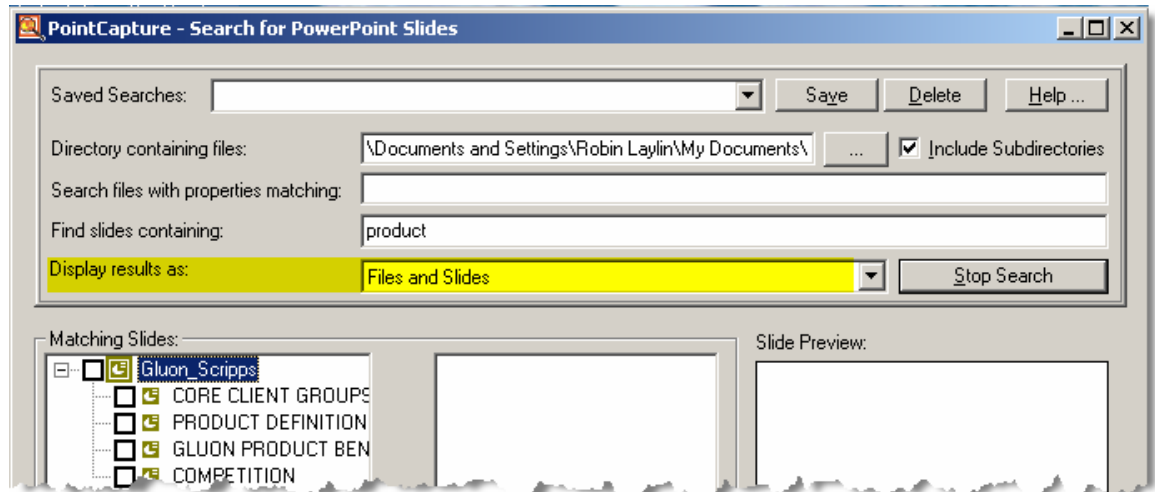 PointCapture - Search for PowerPoint Slides
Saved Searches: Save Delete Help ...
Directory containing files: \Documents and Settings\Robin Laylin\My Documents\ ... Include Subdirectories
Search files with properties matching:
Find slides containing: product
Display results as: Files and Slides Stop Search
Matching Slides: Slide Preview:
Gluon_Scripps
CORE CLIENT GROUPS
PRODUCT DEFINITION
GLUON PRODUCT BEN
COMPETITION